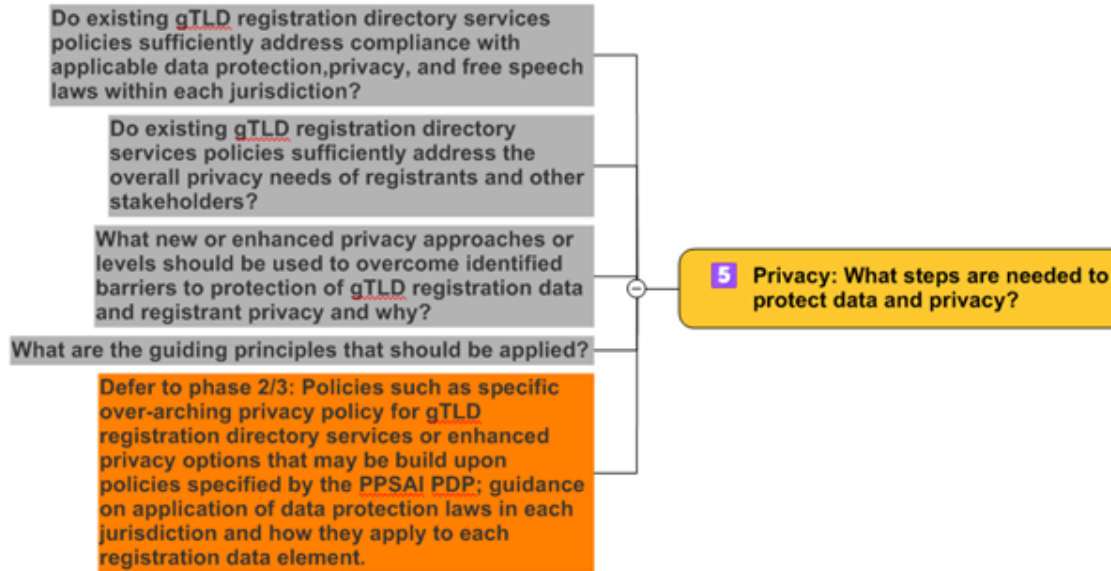 Do existing gTLD registration directory services
policies sufficiently address compliance with
applicable data protection,privacy, and free speech
laws within each jurisdiction?
Do existing gTLD registration directory
services policies sufficiently address the
overall privacy needs of registrants and other
stakeholders?
What new or enhanced privacy approaches or
levels should be used to overcome identified
barriers to protection of gTLD registration data
and registrant privacy and why?
What are the guiding principles that should be applied?
Defer to phase 2/3: Policies such as specific
over-arching privacy policy for gTLD
registration directory services or enhanced
privacy options that may be build upon
policies specified by the PPSAI PDP; guidance
on application of data protection laws in each
jurisdiction and how they apply to each
registration data element.
5 Privacy: What steps are needed to
protect data and privacy?